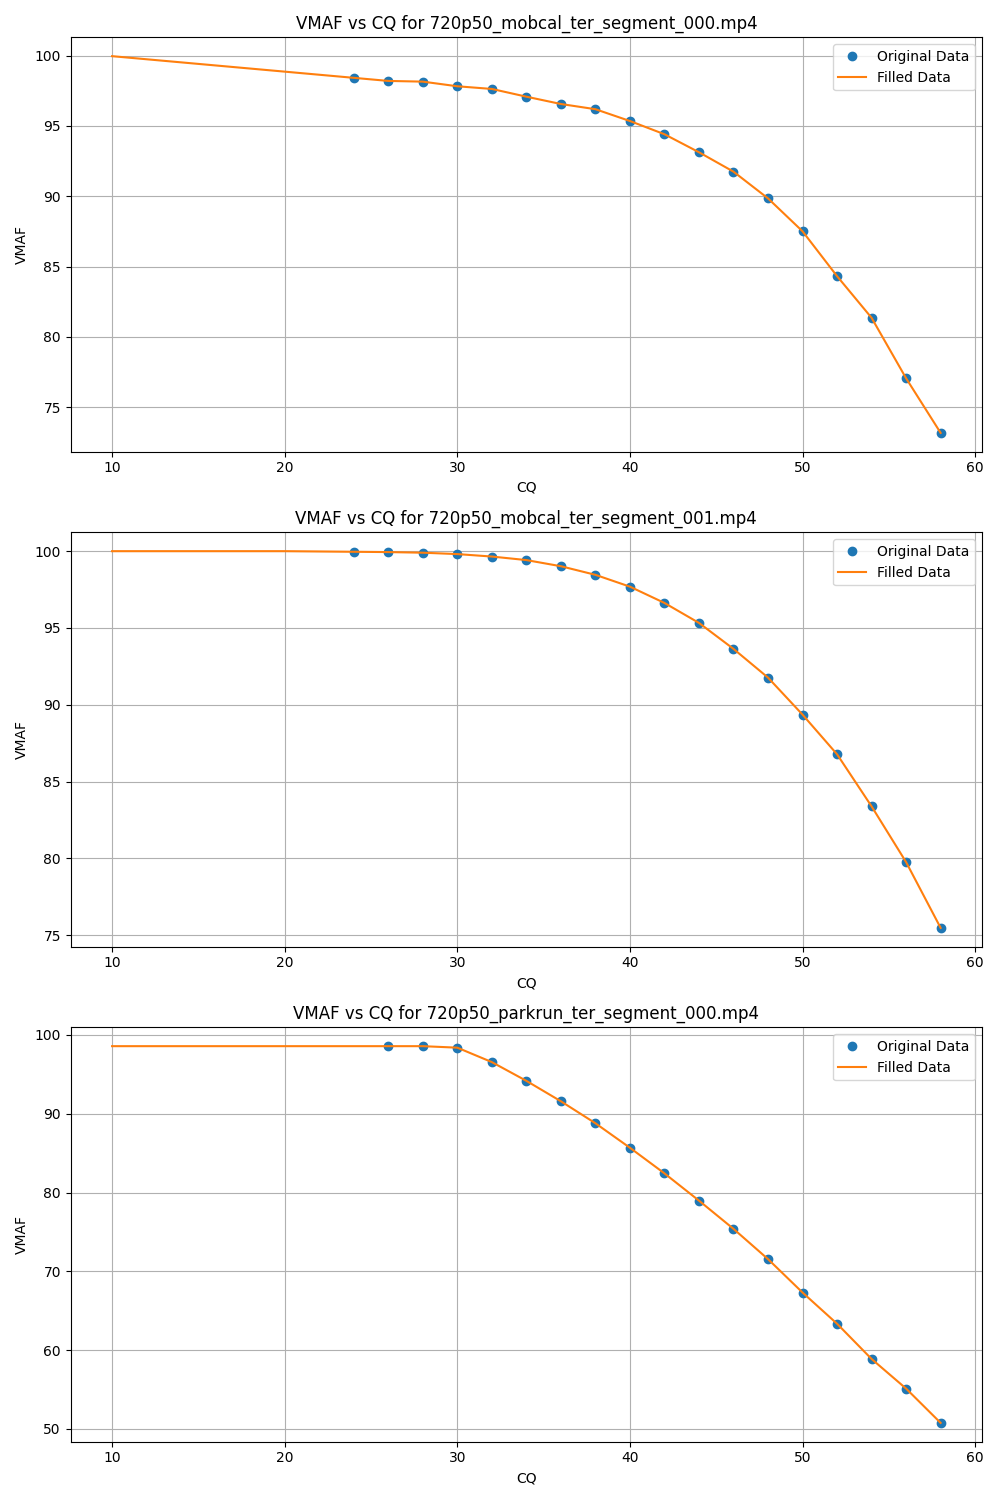 VMAF vs CQ for 720p50_mobcal_ter_segment_000.mp4
Original Data
Filled Data
VMAF
100
95
90
85
80
75
10 20 30 40 50 60
CQ
VMAF vs CQ for 720p50_mobcal_ter_segment_001.mp4
Original Data
Filled Data
VMAF
100
95
90
85
80
75
10 20 30 40 50 60
CQ
VMAF vs CQ for 720p50_parkrun_ter_segment_000.mp4
Original Data
Filled Data
VMAF
100
90
80
70
60
50
10 20 30 40 50 60
CQ